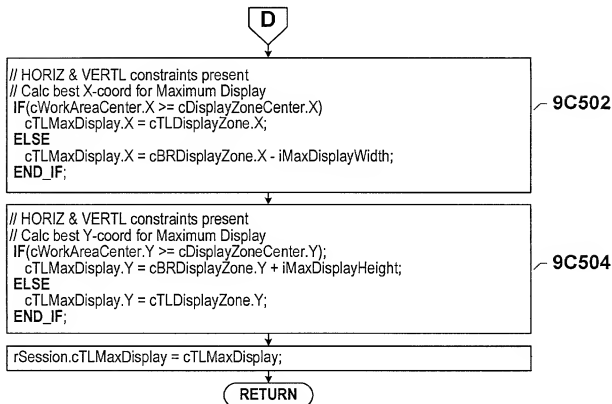 D
// HORIZ & VERTL constraints present
// Calc best X-coord for Maximum Display
IF(cWorkAreaCenter.X >= cDisplayZoneCenter.X)
cTLMaxDisplay.X = cTLDisplayZone.X;
ELSE
cTLMaxDisplay.X = cBRDisplayZone.X - iMaxDisplayWidth;
END_IF;
9C502
// HORIZ & VERTL constraints present
// Calc best Y-coord for Maximum Display
IF(cWorkAreaCenter.Y >= cDisplayZoneCenter.Y);
cTLMaxDisplay.Y = cBRDisplayZone.Y + iMaxDisplayHeight;
ELSE
cTLMaxDisplay.Y = cTLDisplayZone.Y;
END_IF;
9C504
rSession.cTLMaxDisplay = cTLMaxDisplay;
RETURN